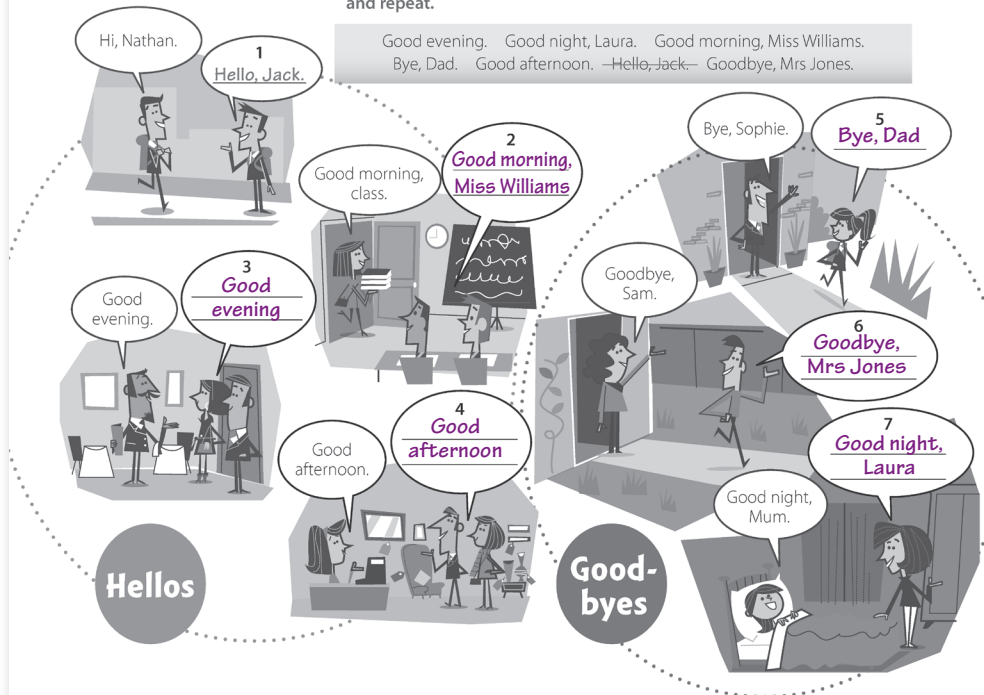 and repeat.
Good evening. Good night, Laura. Good morning, Miss Williams.
Bye, Dad. Good afternoon. Hello, Jack. Goodbye, Mrs Jones.
Hi, Nathan.
1
Hello, Jack.
Good morning,
class.
2
Good morning,
Miss Williams
Good
evening.
3
Good
evening
Good
afternoon.
4
Good
afternoon
Hellos
Bye, Sophie.
5
Bye, Dad
Goodbye,
Sam.
6
Goodbye,
Mrs Jones
Good night,
Mum.
7
Good night,
Laura
Good-
byes